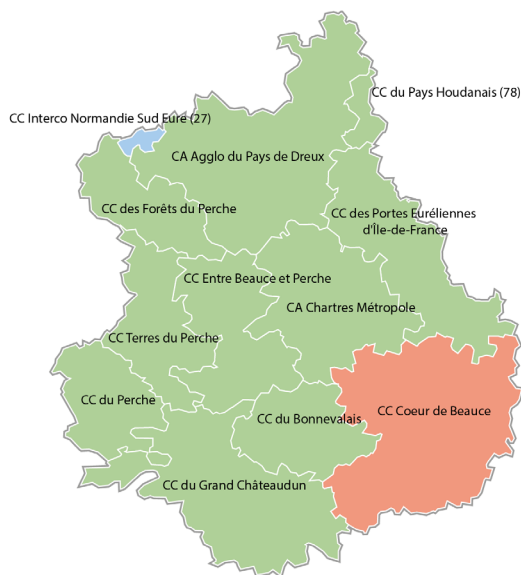 CC du Pays Houdanais (78)
CC Interco Normandie Sud Eure (27)
CA Agglo du Pays de Dreux
CC des Forêts du Perche
CC des Portes Euréliennes
d'Île-de-France
CC Entre Beauce et Perche
CA Chartres Métropole
CC Terres du Perche
CC du Perche
CC Coeur de Beauce
CC du Bonnevalais
CC du Grand Châteaudun